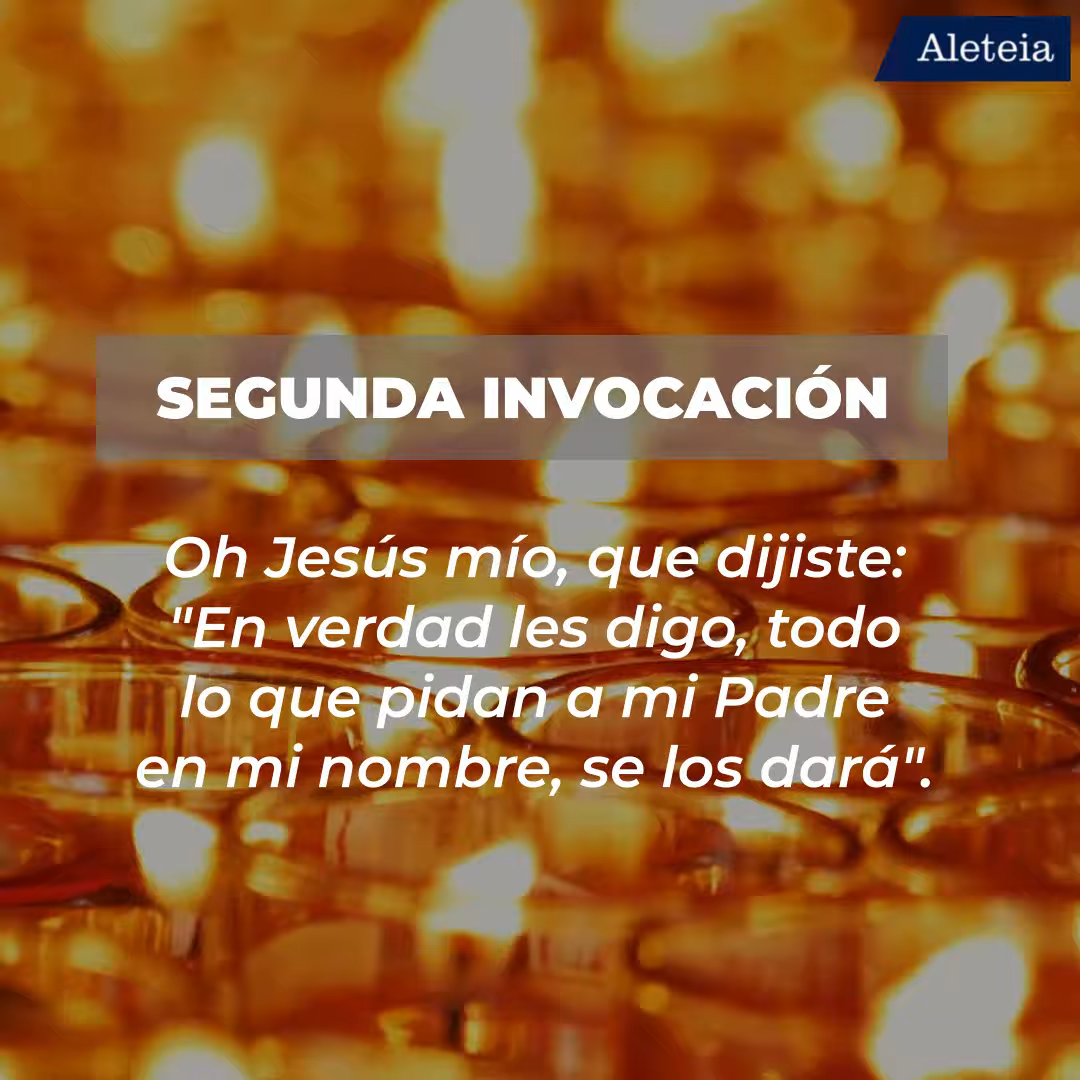 Aleteia
SEGUNDA INVOCACIÓN
Oh Jesús mío, que dijiste:
"En verdad les digo, todo
lo que pidan a mi Padre
en mi nombre, se los dará".